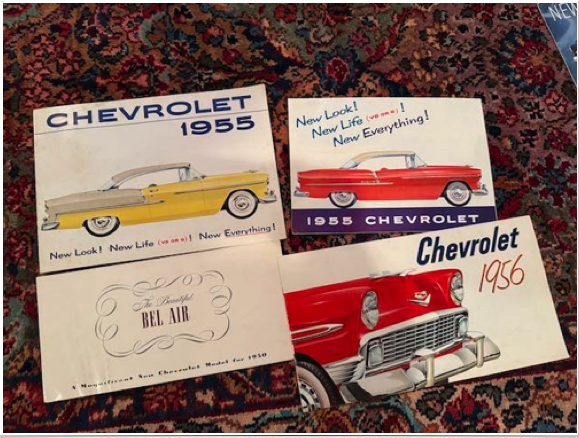 NEW
CHEVROLET
1955
New Look! New Life (V8 OR 6)! New Everything!
New Look!
New Life (V8 OR 6)!
New Everything!
1955 CHEVROLET
The Beautiful
BEL AIR
A Magnificent New Chevrolet Model for 1950
Chevrolet
1956